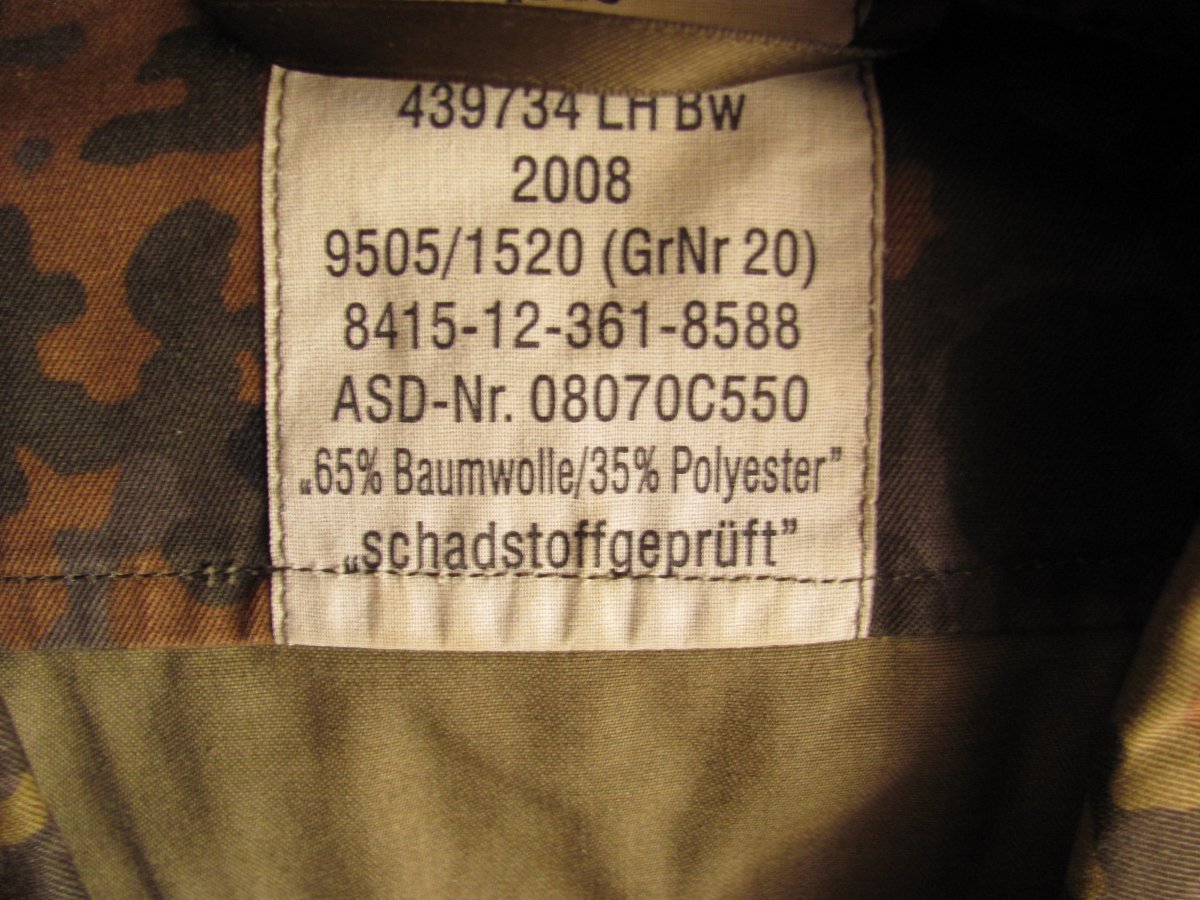 439734 LH Bw
2008
9505/1520 (GrNr 20)
8415-12-361-8588
ASD-Nr. 08070C550
„65% Baumwolle/35% Polyester”
„schadstoffgeprüft”